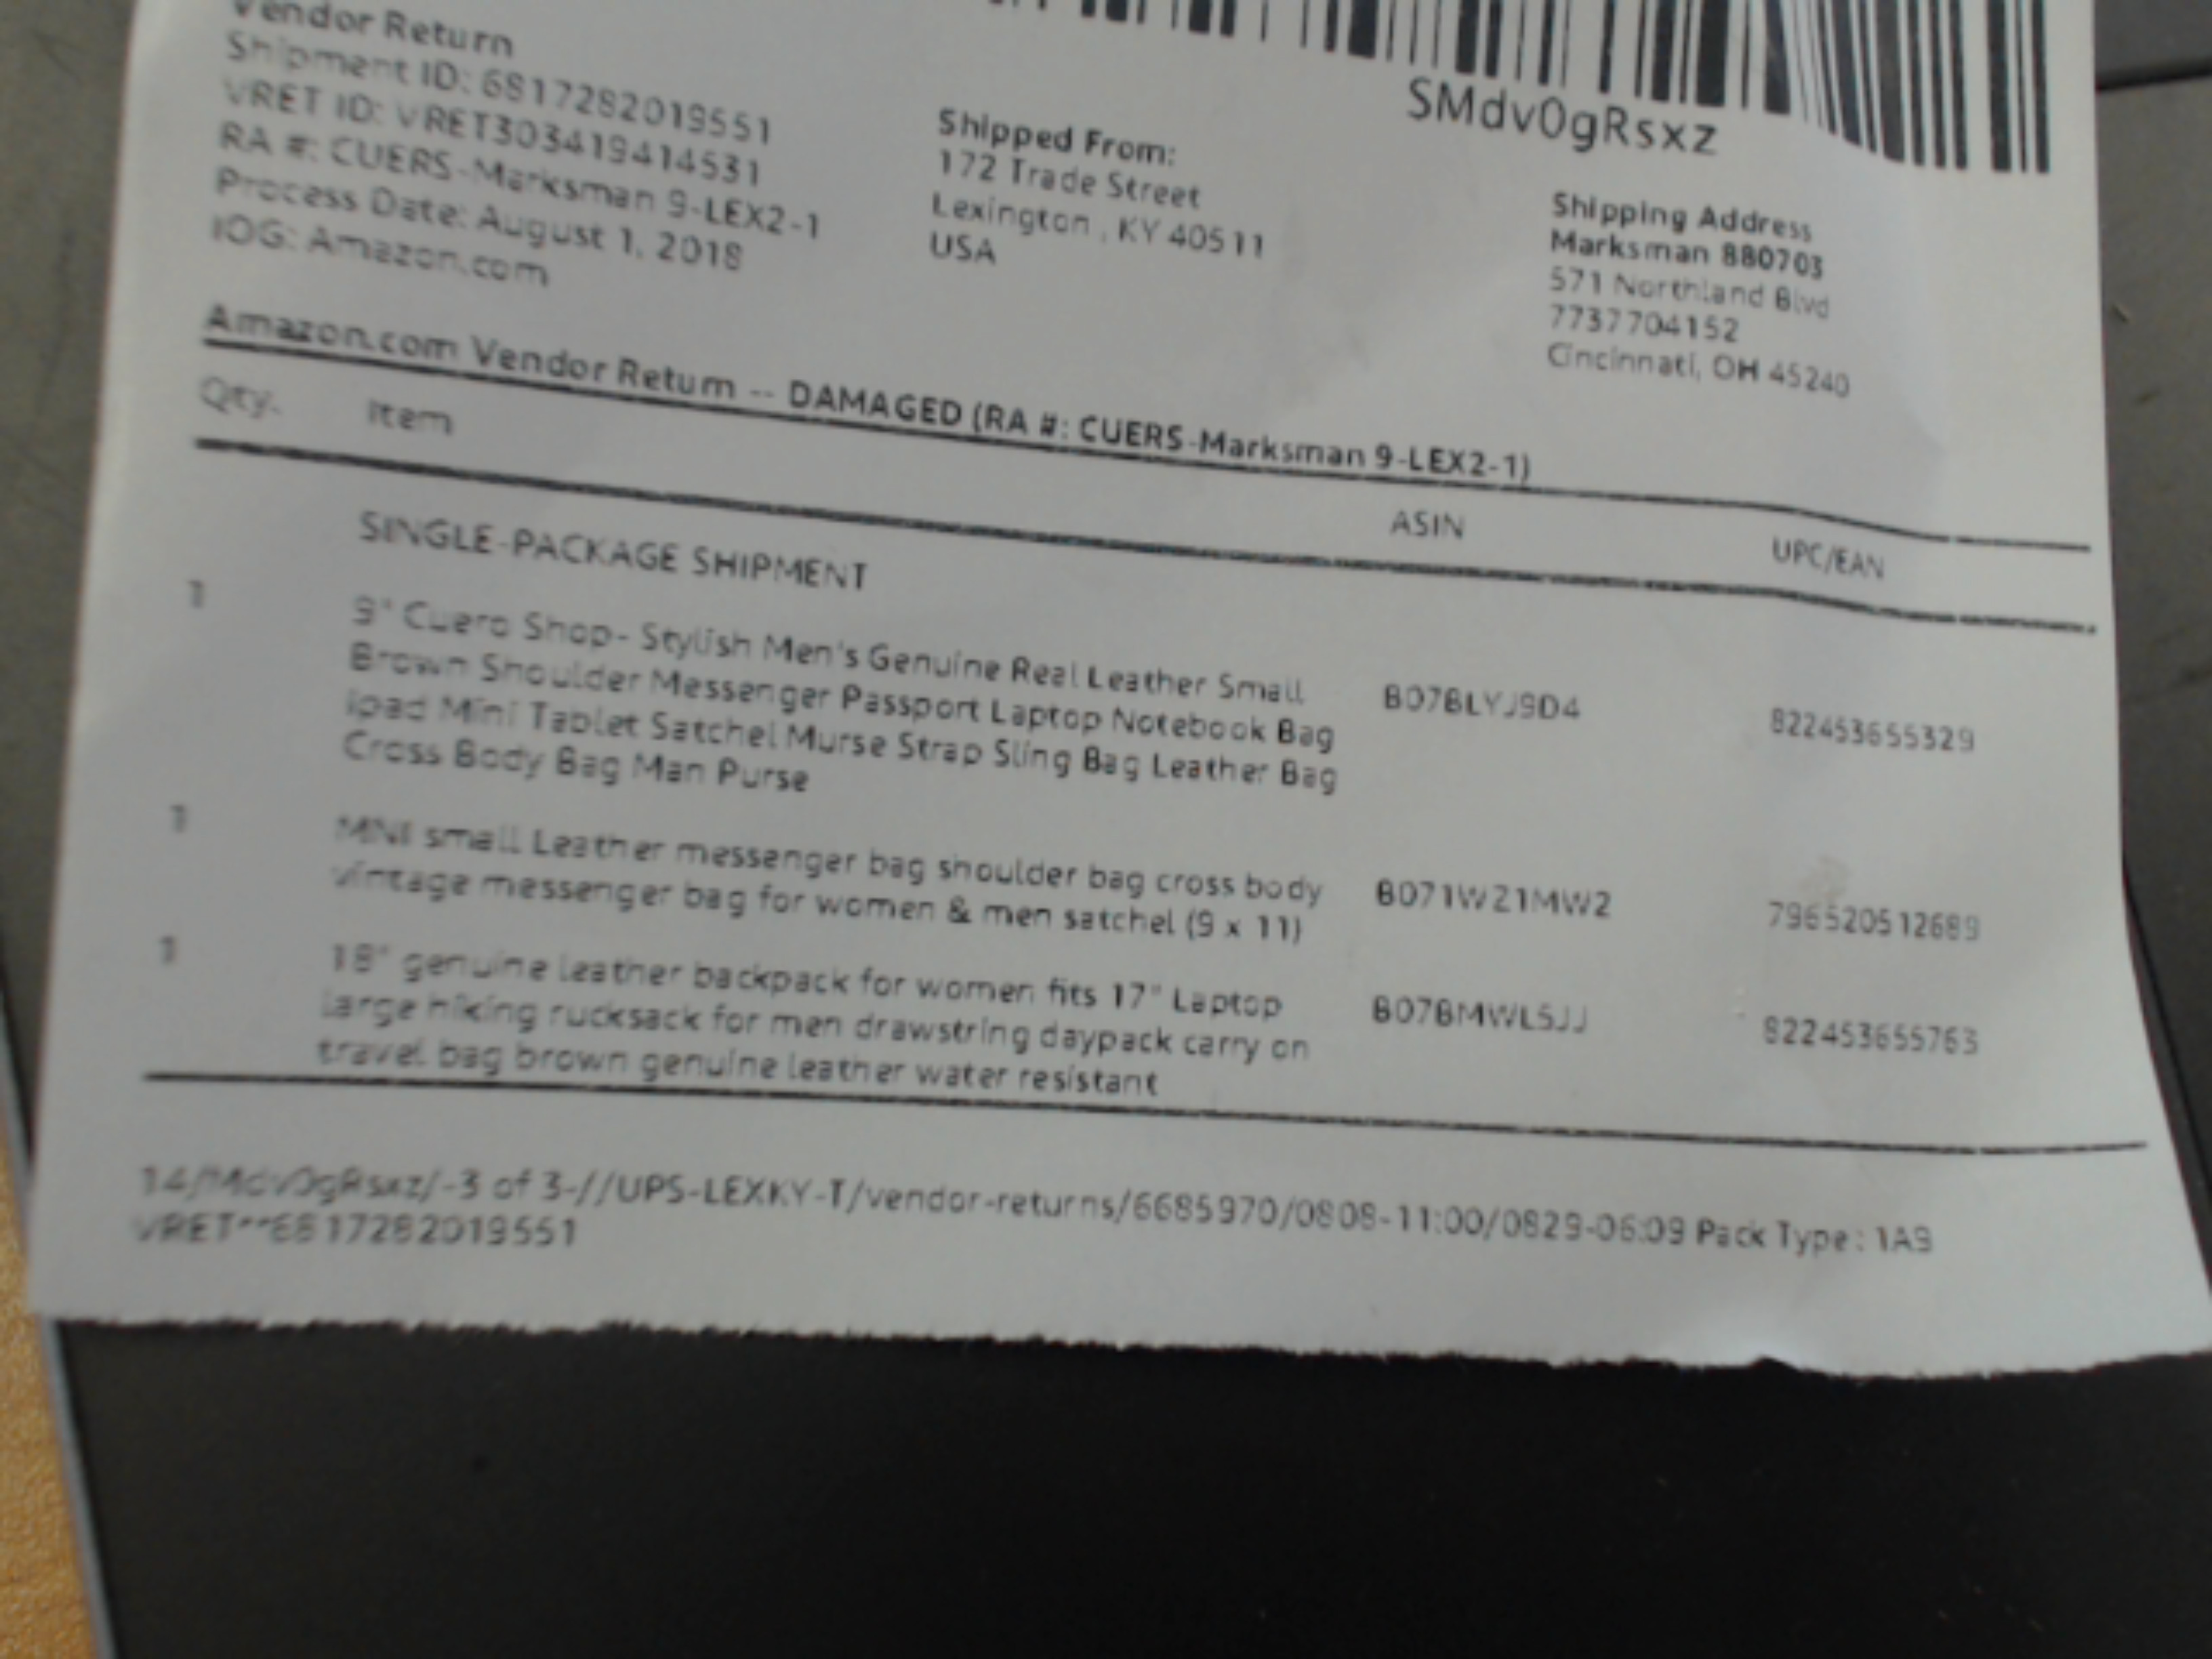 Vendor Return
Shipment ID: 6817282019551
VRET ID: VRET303419414531
RA #: CUERS-Marksman 9-LEX2-1
Process Date: August 1, 2018
IOG: Amazon.com
Shipped From:
172 Trade Street
Lexington , KY 40511
USA
SMdv0gRsxz
Shipping Address
Marksman 880703
571 Northland Blvd
7737704152
Cincinnati, OH 45240
Amazon.com Vendor Return -- DAMAGED (RA #: CUERS-Marksman 9-LEX2-1)
Qty. Item ASIN UPC/EAN
SINGLE-PACKAGE SHIPMENT
1 9" Cuero Shop- Stylish Men's Genuine Real Leather Small B07BLYJ9D4 822453655329
Brown Shoulder Messenger Passport Laptop Notebook Bag
Ipad Mini Tablet Satchel Murse Strap Sling Bag Leather Bag
Cross Body Bag Man Purse
1 small Leather messenger bag shoulder bag cross body B071WZ1MW2 796520512689
vintage messenger bag for women & men satchel (9 x 11)
1 18" genuine leather backpack for women fits 17" Laptop B07BMWL5JJ 822453655763
large hiking rucksack for men drawstring daypack carry on
travel bag brown genuine leather water resistant
14/Mdv0gRsxz/-3 of 3-//UPS-LEXKY-T/vendor-returns/6685970/0808-11:00/0829-06:09 Pack Type : 1A9
VRET**6817282019551